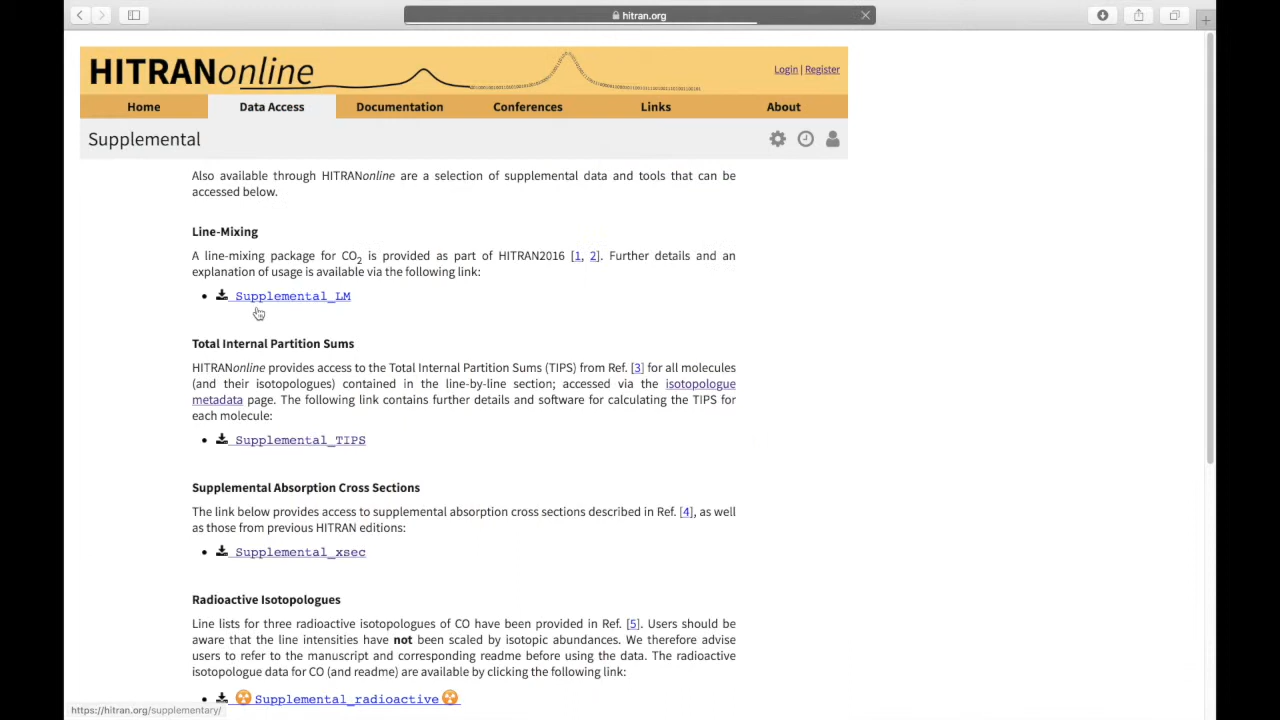 hitran.org
HITRANonline
Login | Register
Home Data Access Documentation Conferences Links About
Supplemental
Also available through HITRANonline are a selection of supplemental data and tools that can be
accessed below.
Line-Mixing
A line-mixing package for CO2 is provided as part of HITRAN2016 [1, 2]. Further details and an
explanation of usage is available via the following link:
Supplemental_LM
Total Internal Partition Sums
HITRANonline provides access to the Total Internal Partition Sums (TIPS) from Ref. [3] for all molecules
(and their isotopologues) contained in the line-by-line section; accessed via the isotopologue
metadata page. The following link contains further details and software for calculating the TIPS for
each molecule:
Supplemental_TIPS
Supplemental Absorption Cross Sections
The link below provides access to supplemental absorption cross sections described in Ref. [4], as well
as those from previous HITRAN editions:
Supplemental_xsec
Radioactive Isotopologues
Line lists for three radioactive isotopologues of CO have been provided in Ref. [5]. Users should be
aware that the line intensities have not been scaled by isotopic abundances. We therefore advise
users to refer to the manuscript and corresponding readme before using the data. The radioactive
isotopologue data for CO (and readme) are available by clicking the following link:
Supplemental_radioactive
https://hitran.org/supplementary/